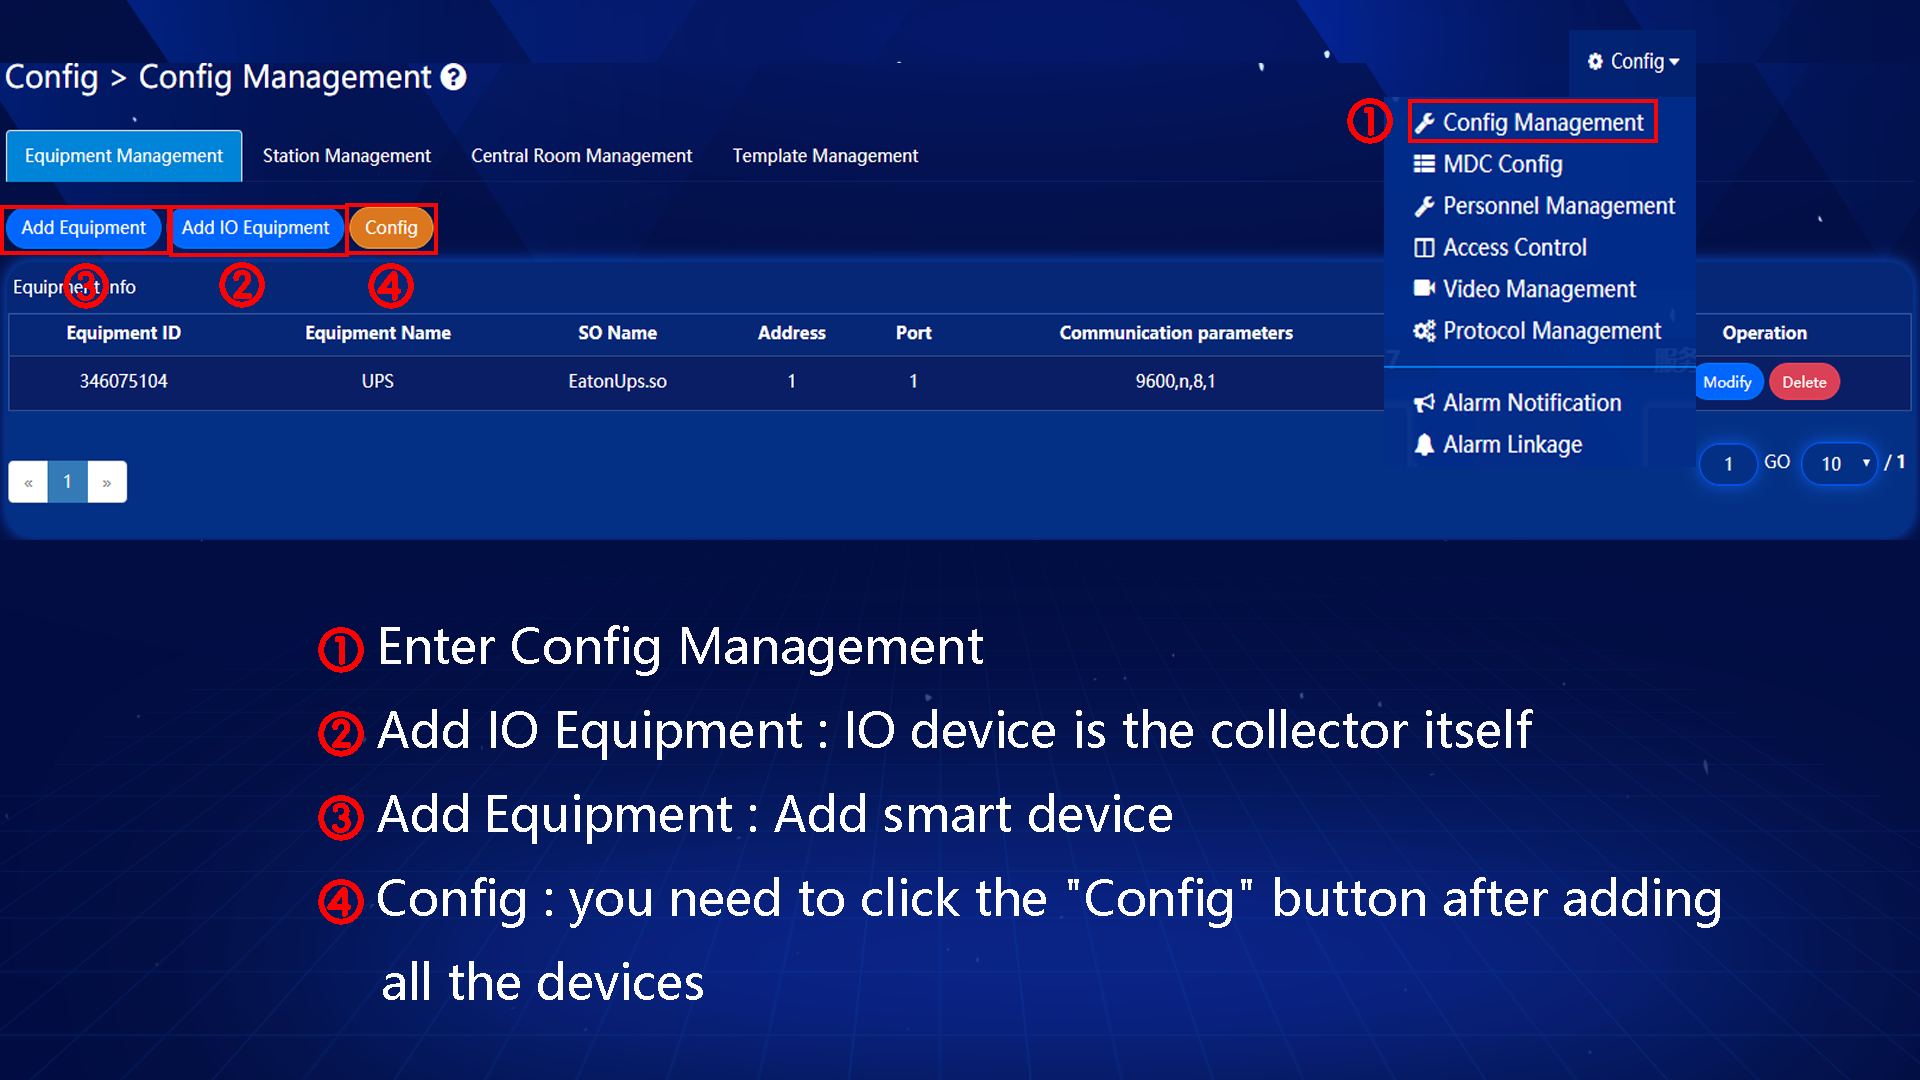 Config > Config Management ?
Config
① Config Management
MDC Config
Personnel Management
Access Control
Video Management
Protocol Management
Alarm Notification
Alarm Linkage
Equipment Management Station Management Central Room Management Template Management
Add Equipment Add IO Equipment Config
③ ② ④
Equipment Info
Equipment ID Equipment Name SO Name Address Port Communication parameters Operation
346075104 UPS EatonUps.so 1 1 9600,n,8,1 Modify Delete
« 1 »
1 GO 10 / 1
① Enter Config Management
② Add IO Equipment : IO device is the collector itself
③ Add Equipment : Add smart device
④ Config : you need to click the "Config" button after adding
all the devices